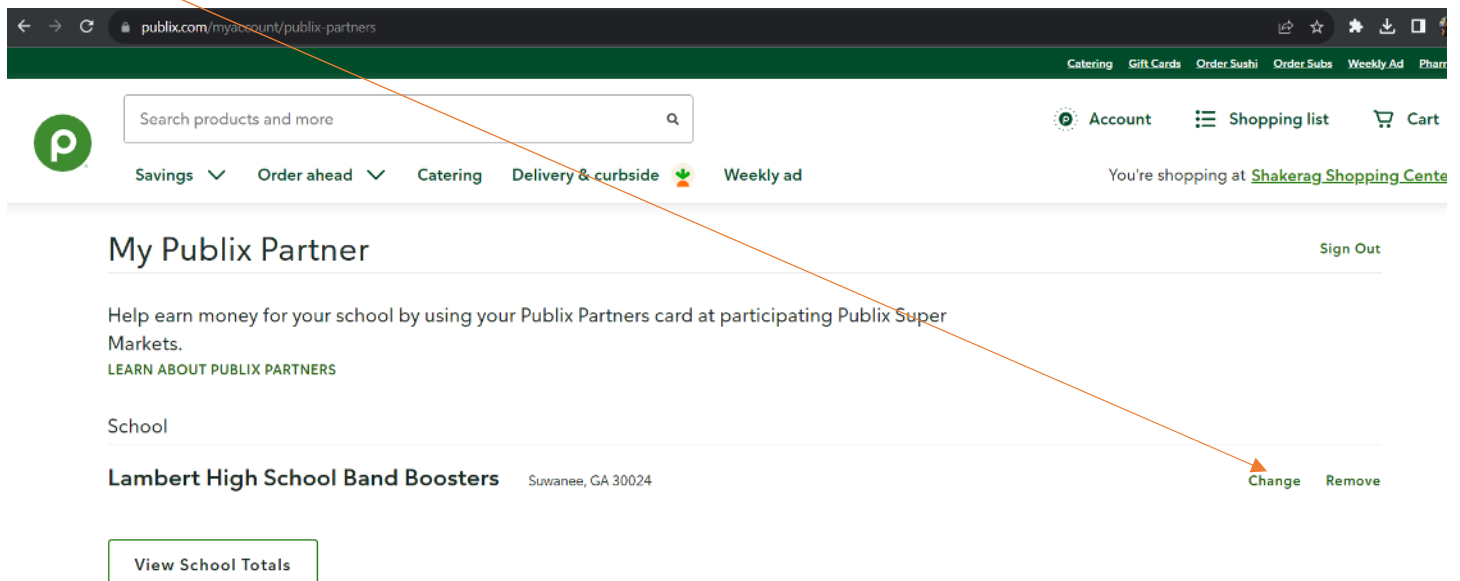 publix.com/myaccount/publix-partners
Catering Gift Cards Order Sushi Order Subs Weekly Ad Pharm
Search products and more
Account Shopping list Cart
p
Savings Order ahead Catering Delivery & curbside Weekly ad
You're shopping at Shakerag Shopping Cente
My Publix Partner
Sign Out
Help earn money for your school by using your Publix Partners card at participating Publix Super
Markets.
LEARN ABOUT PUBLIX PARTNERS
School
Lambert High School Band Boosters Suwanee, GA 30024
Change Remove
View School Totals